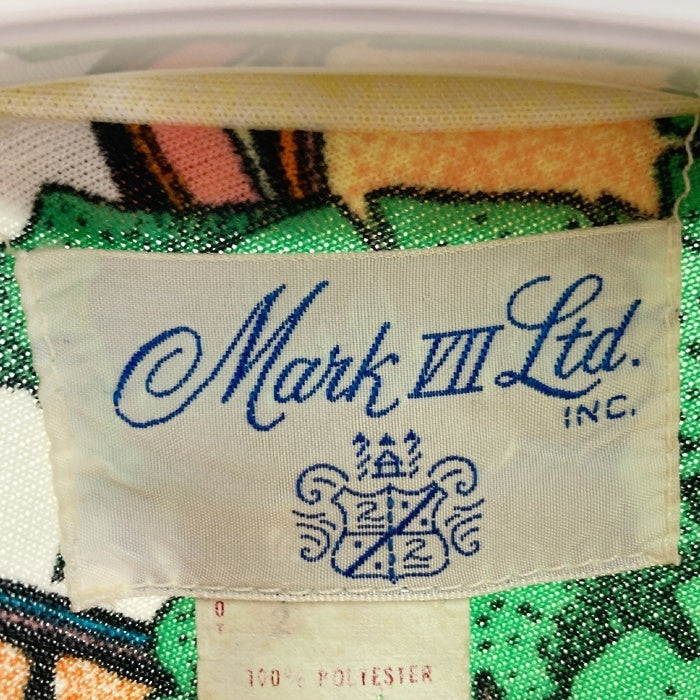 Mark VII Ltd.
INC.
2
2
2
100% POLYESTER